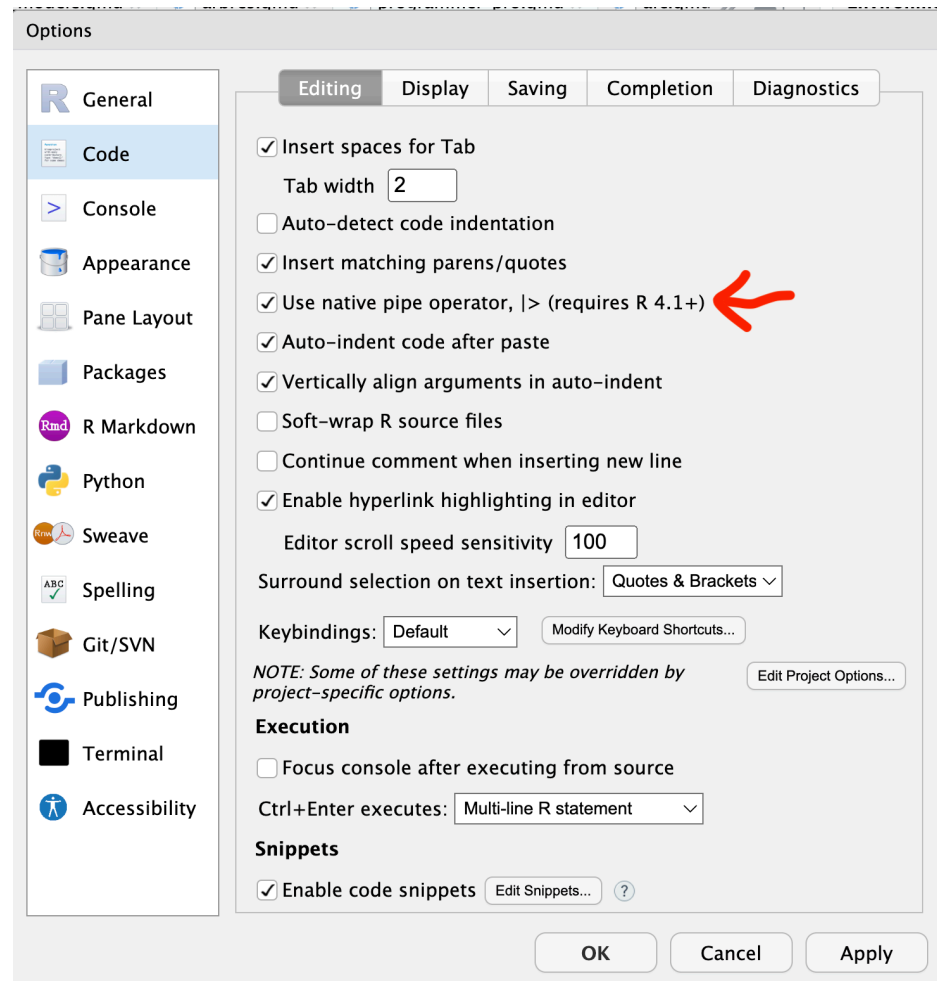 Options
General
Code
Console
Appearance
Pane Layout
Packages
Rmd R Markdown
Python
Rnw Sweave
ABC Spelling
Git/SVN
Publishing
Terminal
Accessibility
Editing Display Saving Completion Diagnostics
Insert spaces for Tab
Tab width 2
Auto-detect code indentation
Insert matching parens/quotes
Use native pipe operator, |> (requires R 4.1+)
Auto-indent code after paste
Vertically align arguments in auto-indent
Soft-wrap R source files
Continue comment when inserting new line
Enable hyperlink highlighting in editor
Editor scroll speed sensitivity 100
Surround selection on text insertion: Quotes & Brackets
Keybindings: Default Modify Keyboard Shortcuts...
NOTE: Some of these settings may be overridden by
project-specific options.
Edit Project Options...
Execution
Focus console after executing from source
Ctrl+Enter executes: Multi-line R statement
Snippets
Enable code snippets Edit Snippets... ?
OK Cancel Apply